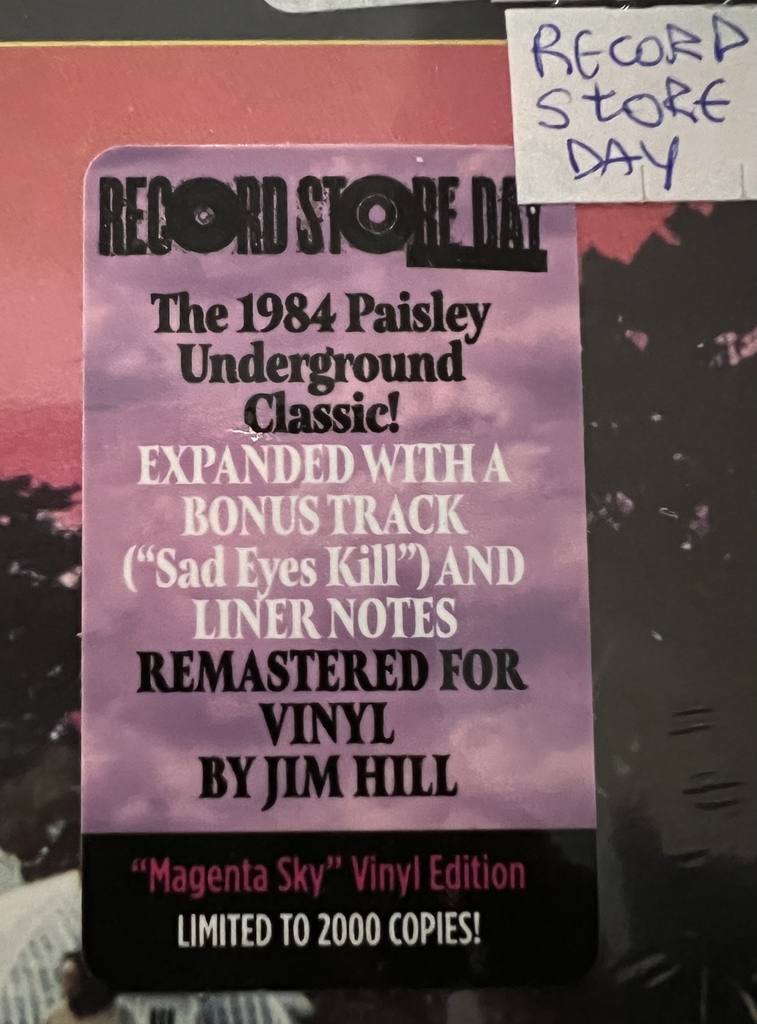 RECORD
STORE
DAY
RECORD STORE DAY
The 1984 Paisley
Underground
Classic!
EXPANDED WITH A
BONUS TRACK
(“Sad Eyes Kill”) AND
LINER NOTES
REMASTERED FOR
VINYL
BY JIM HILL
“Magenta Sky” Vinyl Edition
LIMITED TO 2000 COPIES!